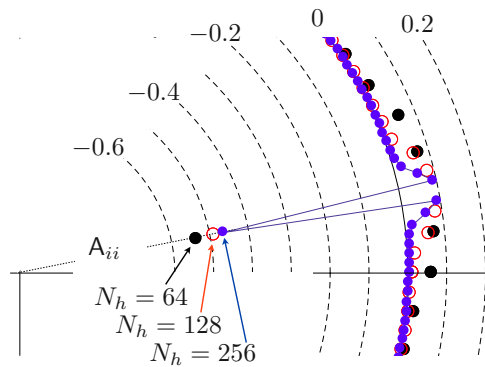 0
0.2
−0.2
−0.4
−0.6
A_{ii}
N_h = 64
N_h = 128
N_h = 256